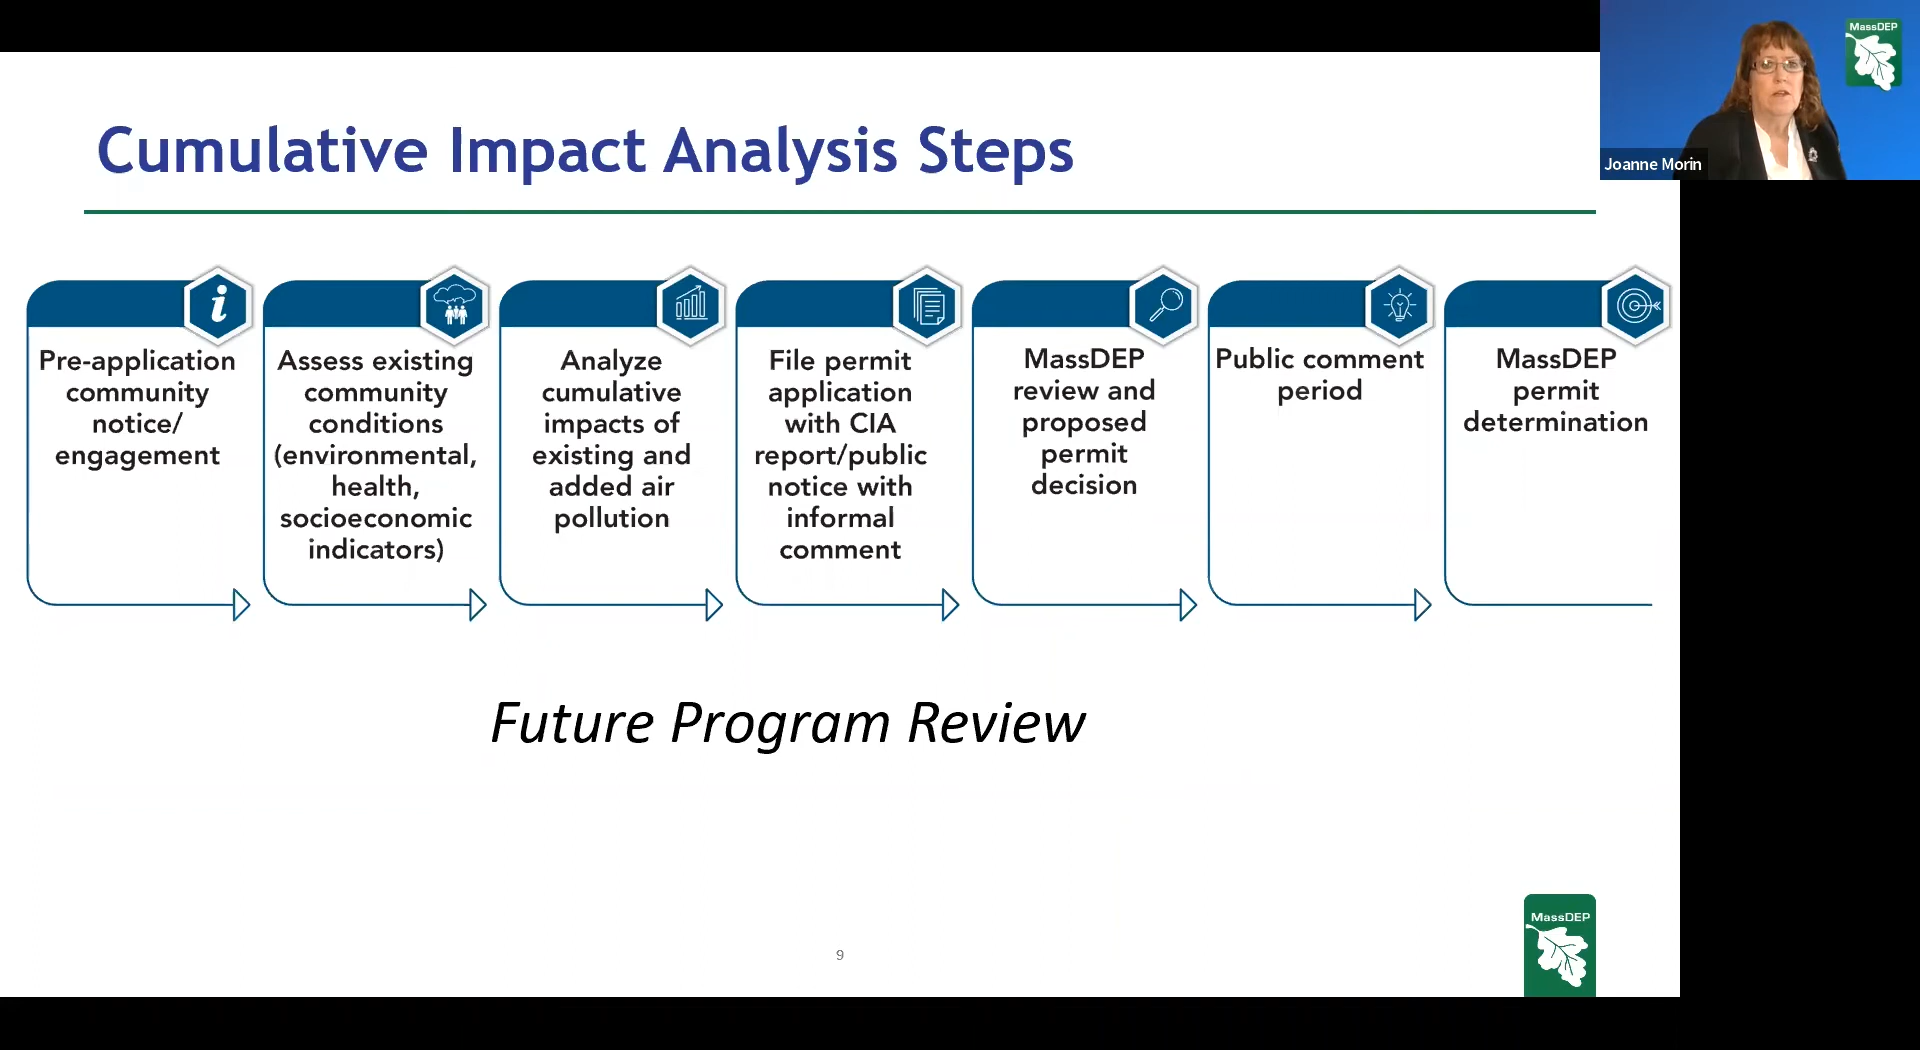 MassDEP
Joanne Morin
Cumulative Impact Analysis Steps
Pre-application
community
notice/
engagement
Assess existing
community
conditions
(environmental,
health,
socioeconomic
indicators)
Analyze
cumulative
impacts of
existing and
added air
pollution
File permit
application
with CIA
report/public
notice with
informal
comment
MassDEP
review and
proposed
permit
decision
Public comment
period
MassDEP
permit
determination
Future Program Review
MassDEP
9